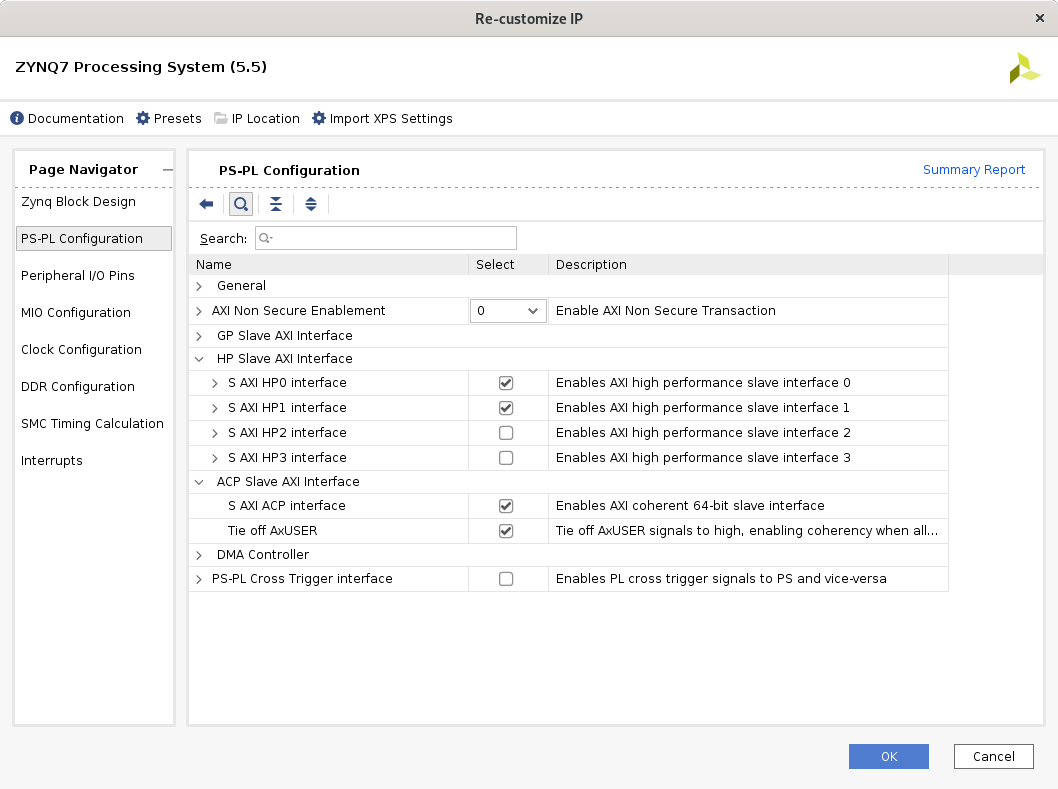 Re-customize IP
ZYNQ7 Processing System (5.5)
Documentation Presets IP Location Import XPS Settings
Page Navigator
Zynq Block Design
PS-PL Configuration
Peripheral I/O Pins
MIO Configuration
Clock Configuration
DDR Configuration
SMC Timing Calculation
Interrupts
PS-PL Configuration Summary Report
Search:
Name Select Description
General
AXI Non Secure Enablement 0 Enable AXI Non Secure Transaction
GP Slave AXI Interface
HP Slave AXI Interface
S AXI HP0 interface Enables AXI high performance slave interface 0
S AXI HP1 interface Enables AXI high performance slave interface 1
S AXI HP2 interface Enables AXI high performance slave interface 2
S AXI HP3 interface Enables AXI high performance slave interface 3
ACP Slave AXI Interface
S AXI ACP interface Enables AXI coherent 64-bit slave interface
Tie off AxUSER Tie off AxUSER signals to high, enabling coherency when all...
DMA Controller
PS-PL Cross Trigger interface Enables PL cross trigger signals to PS and vice-versa
OK Cancel